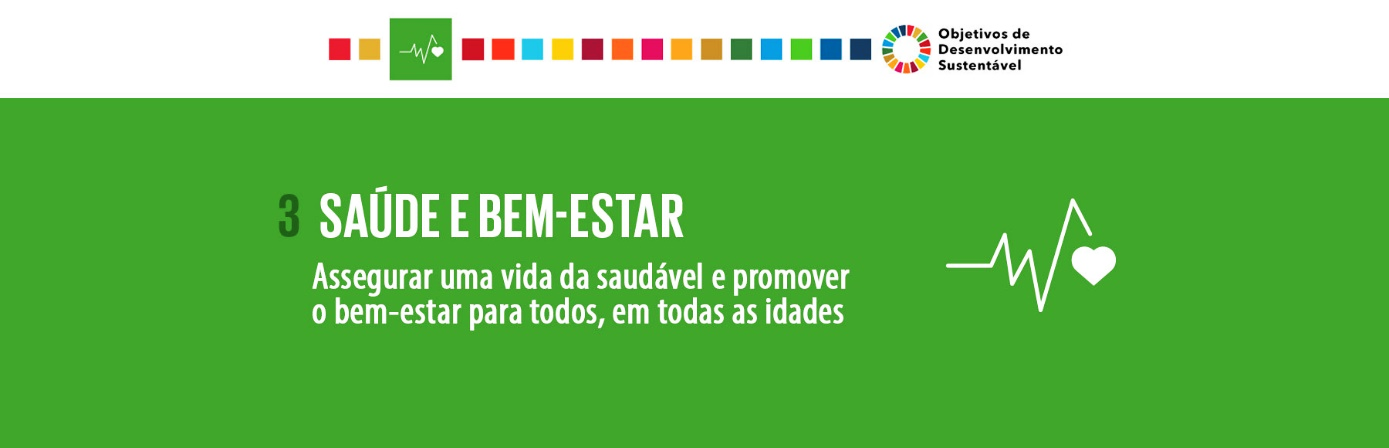 Objetivos de
Desenvolvimento
Sustentável
3 SAÚDE E BEM-ESTAR
Assegurar uma vida da saudável e promover
o bem-estar para todos, em todas as idades